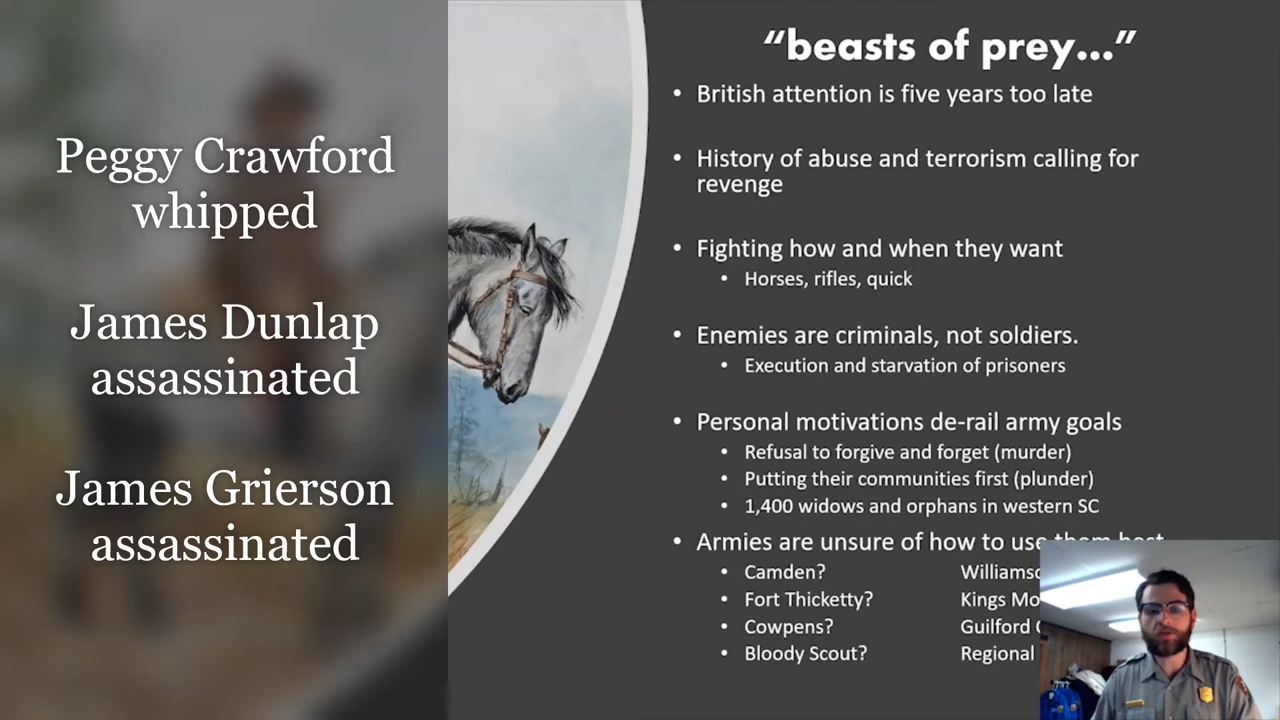 Peggy Crawford
whipped
James Dunlap
assassinated
James Grierson
assassinated
“beasts of prey...”
• British attention is five years too late
• History of abuse and terrorism calling for
revenge
• Fighting how and when they want
• Horses, rifles, quick
• Enemies are criminals, not soldiers.
• Execution and starvation of prisoners
• Personal motivations de-rail army goals
• Refusal to forgive and forget (murder)
• Putting their communities first (plunder)
• 1,400 widows and orphans in western SC
• Armies are unsure of how to use them best
• Camden?
• Fort Thicketty? Kings
• Cowpens? Guilford
• Bloody Scout? Regional